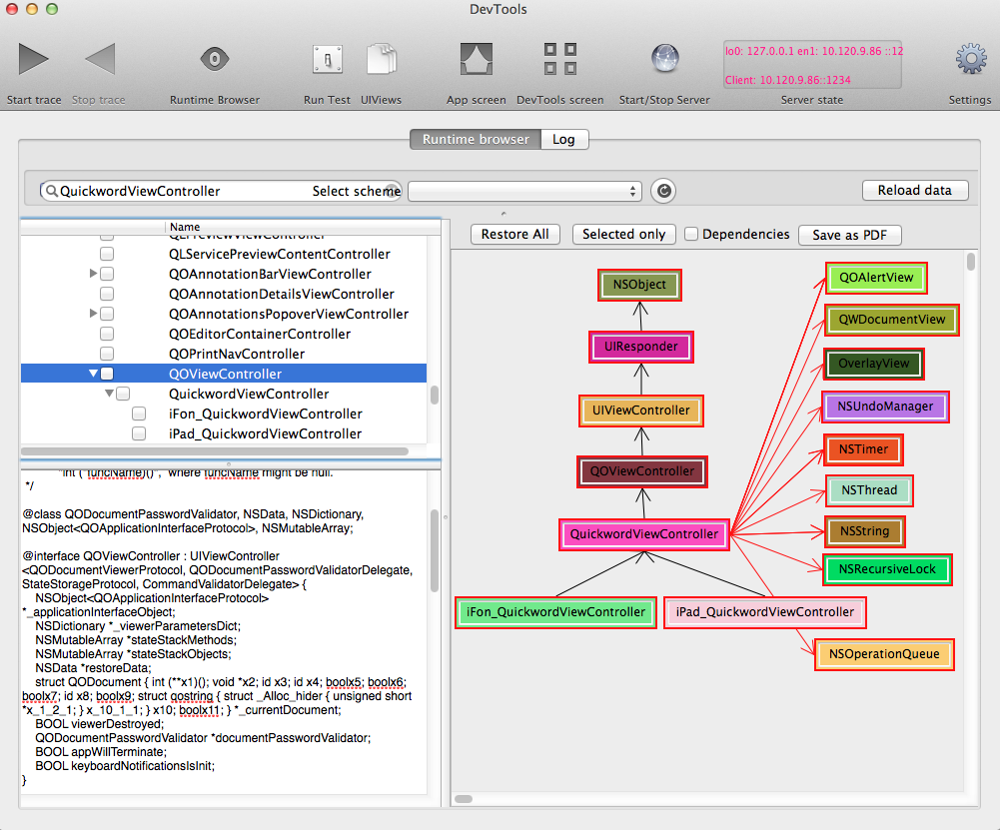 DevTools
Start trace
Stop trace
Runtime Browser
Run Test
UIViews
App screen
DevTools screen
Start/Stop Server
lo0: 127.0.0.1 en1: 10.120.9.86 ::12
Client: 10.120.9.86::1234
Server state
Settings
Runtime browser
Log
QuickwordViewController
Select scheme
Reload data
Name
QLPreviewViewController
QLServicePreviewContentController
QOAnnotationBarViewController
QOAnnotationDetailsViewController
QOAnnotationsPopoverViewController
QOEditorContainerController
QOPrintNavController
QOViewController
QuickwordViewController
iFon_QuickwordViewController
iPad_QuickwordViewController
"int (*funcName)()", where funcName might be null.
*/
@class QODocumentPasswordValidator, NSData, NSDictionary,
NSObject<QOApplicationInterfaceProtocol>, NSMutableArray;
@interface QOViewController : UIViewController
<QODocumentViewerProtocol, QODocumentPasswordValidatorDelegate,
StateStorageProtocol, CommandValidatorDelegate> {
NSObject<QOApplicationInterfaceProtocol>
*_applicationInterfaceObject;
NSDictionary *_viewerParametersDict;
NSMutableArray *stateStackMethods;
NSMutableArray *stateStackObjects;
NSData *restoreData;
struct QODocument { int (**x1)(); void *x2; id x3; id x4; boolx5; boolx6;
boolx7; id x8; boolx9; struct qostring { struct _Alloc_hider { unsigned short
*x_1_2_1; } x_10_1_1; } x10; boolx11; } *_currentDocument;
BOOL viewerDestroyed;
QODocumentPasswordValidator *documentPasswordValidator;
BOOL appWillTerminate;
BOOL keyboardNotificationsIsInit;
}
Restore All
Selected only
Dependencies
Save as PDF
NSObject
UIResponder
UIViewController
QOViewController
QuickwordViewController
iFon_QuickwordViewController
iPad_QuickwordViewController
QOAlertView
QWDocumentView
OverlayView
NSUndoManager
NSTimer
NSThread
NSString
NSRecursiveLock
NSOperationQueue